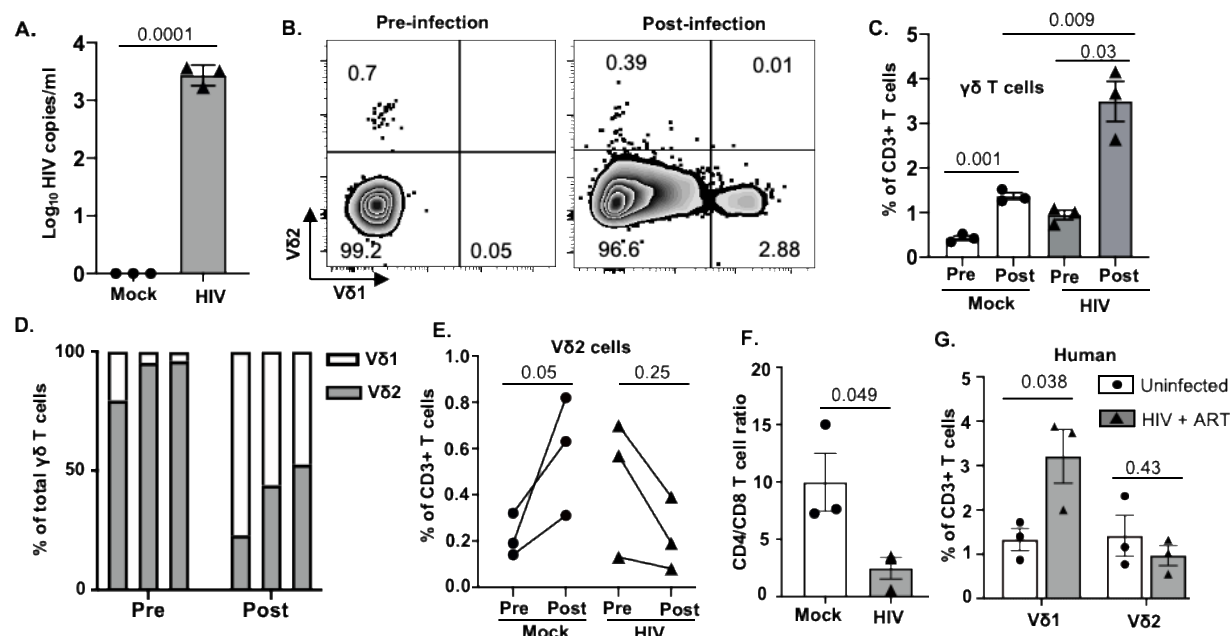 A.
0.0001
Log10 HIV copies/ml
4
3
2
1
0
Mock
HIV
B.
Pre-infection
Post-infection
0.7
99.2
0.05
0.39
0.01
96.6
2.88
Vδ2
Vδ1
C.
0.009
0.03
γδ T cells
0.001
% of CD3+ T cells
5
4
3
2
1
0
Pre Post Pre Post
Mock HIV
D.
% of total γδ T cells
100
50
0
Pre Post
Vδ1
Vδ2
E.
Vδ2 cells
0.05
0.25
% of CD3+ T cells
1.0
0.8
0.6
0.4
0.2
0.0
Pre Post Pre Post
Mock HIV
F.
0.049
CD4/CD8 T cell ratio
20
15
10
5
0
Mock HIV
G.
Human
0.038
Uninfected
HIV + ART
0.43
% of CD3+ T cells
5
4
3
2
1
0
Vδ1 Vδ2